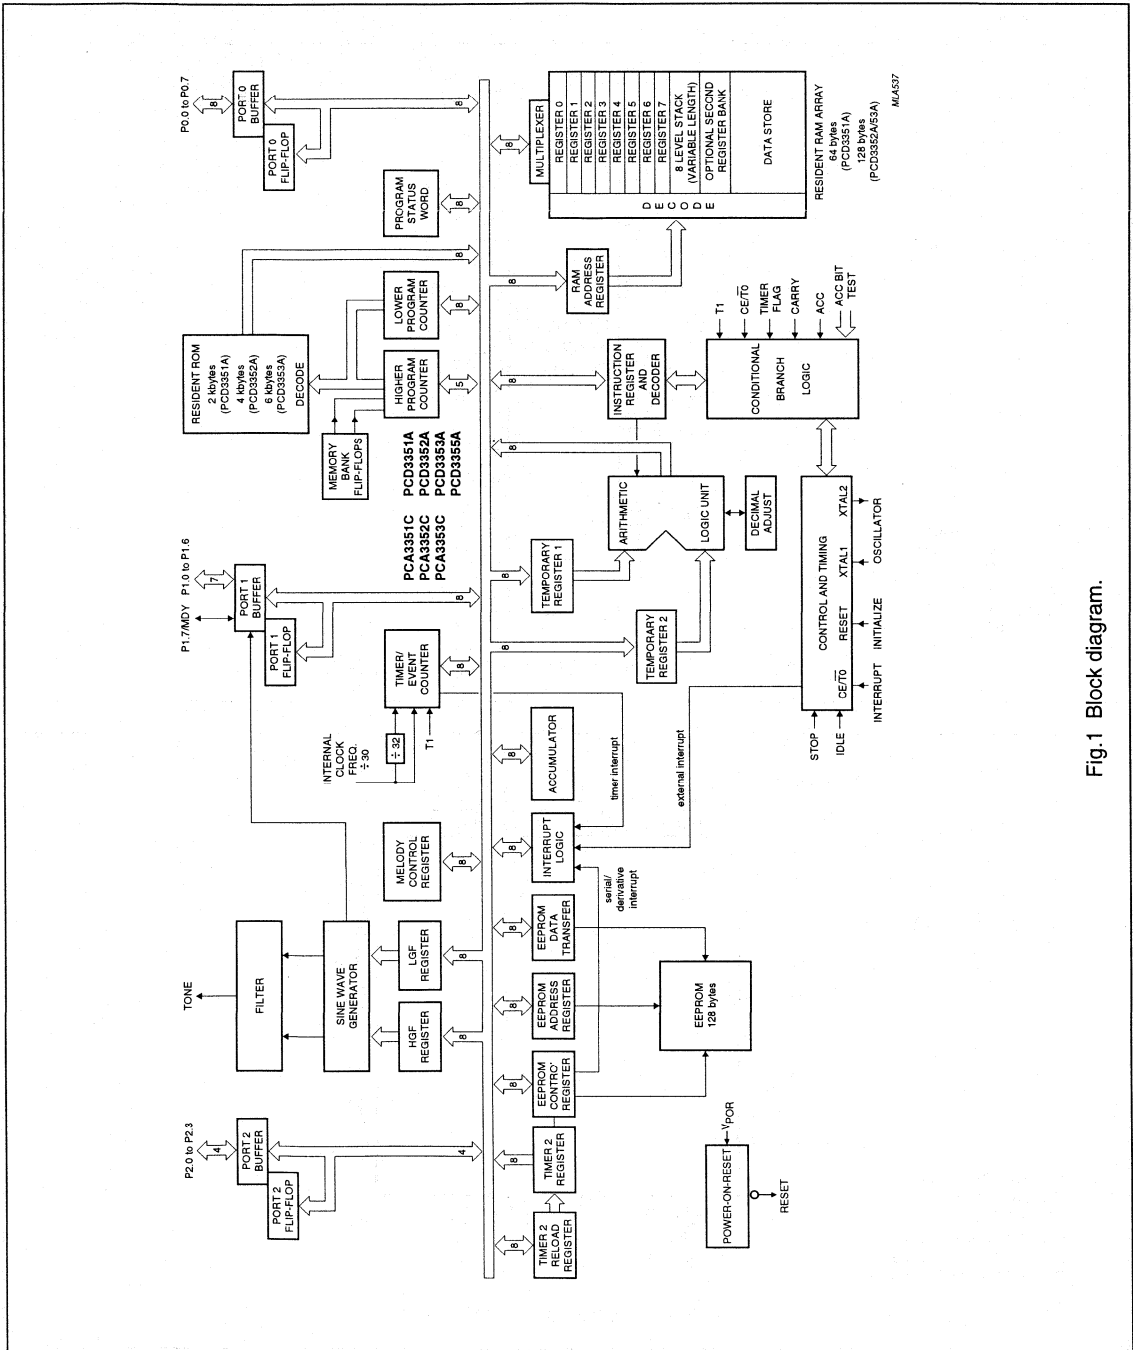 P2.0 to P2.3
4
PORT 2
BUFFER
PORT 2
FLIP-FLOP
4
TONE
FILTER
SINE WAVE
GENERATOR
HGF
REGISTER
8
LGF
REGISTER
8
MELODY
CONTROL
REGISTER
8
INTERNAL
CLOCK
FREQ.
÷ 30
÷ 32
T1
TIMER/
EVENT
COUNTER
8
P1.7/MDY
P1.0 to P1.6
7
PORT 1
BUFFER
PORT 1
FLIP-FLOP
8
PCA3351C
PCA3352C
PCA3353C
PCD3351A
PCD3352A
PCD3353A
PCD3355A
MEMORY
BANK
FLIP-FLOPS
RESIDENT ROM
2 kbytes
(PCD3351A)
4 kbytes
(PCD3352A)
6 kbytes
(PCD3353A)
DECODE
HIGHER
PROGRAM
COUNTER
5
LOWER
PROGRAM
COUNTER
8
8
PROGRAM
STATUS
WORD
8
P0.0 to P0.7
8
PORT 0
BUFFER
PORT 0
FLIP-FLOP
8
8
TIMER 2
RELOAD
REGISTER
8
TIMER 2
REGISTER
8
EEPROM
CONTRO'
REGISTER
8
EEPROM
ADDRESS
REGISTER
8
EEPROM
DATA
TRANSFER
EEPROM
128 bytes
serial/
derivative
interrupt
8
INTERRUPT
LOGIC
timer interrupt
external interrupt
8
ACCUMULATOR
8
TEMPORARY
REGISTER 2
8
TEMPORARY
REGISTER 1
8
ARITHMETIC
LOGIC UNIT
DECIMAL
ADJUST
8
INSTRUCTION
REGISTER
AND
DECODER
CONDITIONAL
BRANCH
LOGIC
T1
CE/T0
TIMER
FLAG
CARRY
ACC
ACC BIT
TEST
8
RAM
ADDRESS
REGISTER
8
MULTIPLEXER
DECODE
REGISTER 0
REGISTER 1
REGISTER 2
REGISTER 3
REGISTER 4
REGISTER 5
REGISTER 6
REGISTER 7
8 LEVEL STACK
(VARIABLE LENGTH)
OPTIONAL SECOND
REGISTER BANK
DATA STORE
RESIDENT RAM ARRAY
64 bytes
(PCD3351A)
128 bytes
(PCD3352A/53A)
MLA537
STOP
IDLE
CONTROL AND TIMING
CE/T0
RESET
XTAL1
XTAL2
INTERRUPT
INITIALIZE
OSCILLATOR
POWER-ON-RESET
VPOR
RESET
Fig.1 Block diagram.